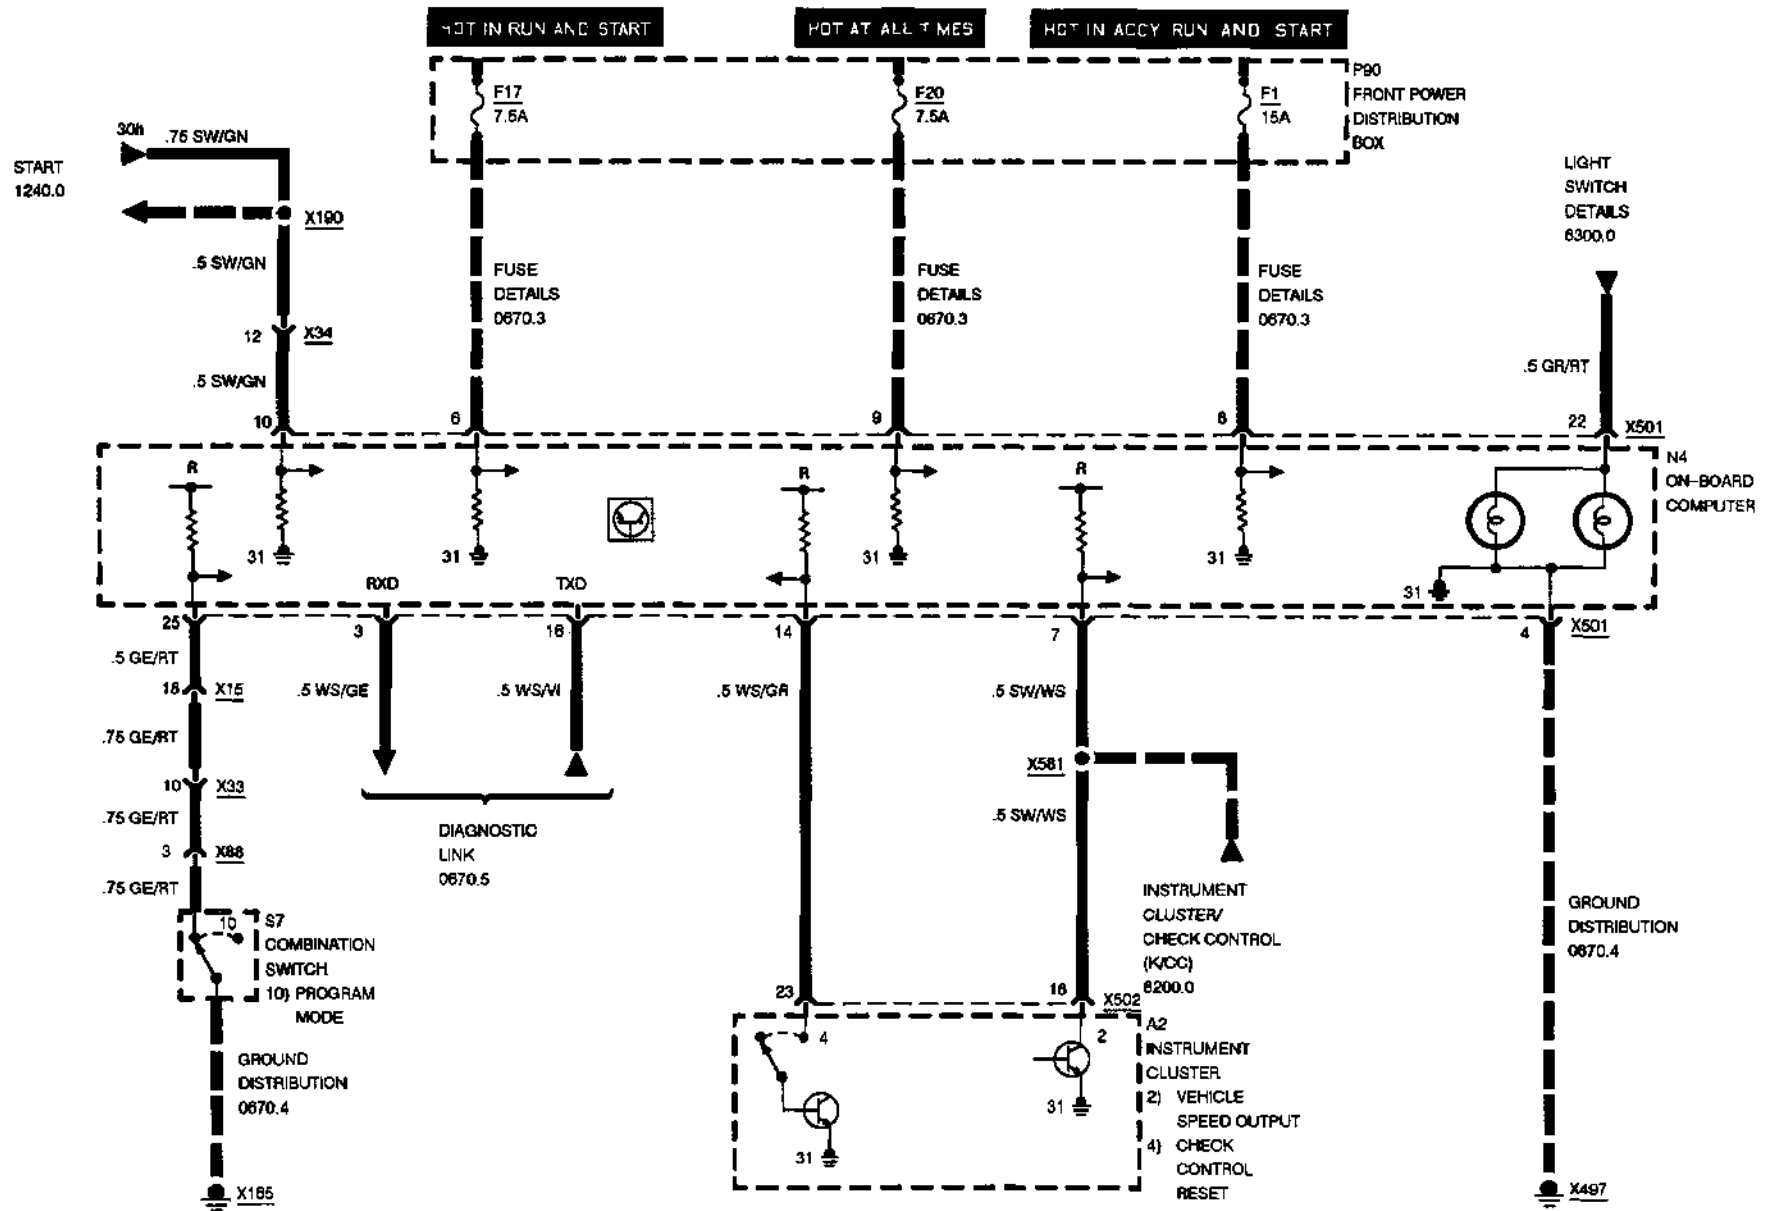 HOT IN RUN AND START
HOT AT ALL TIMES
HOT IN ACCY RUN AND START
F17
7.5A
F20
7.5A
F1
15A
P90
FRONT POWER
DISTRIBUTION
BOX
30h
.75 SW/GN
START
1240.0
X190
.5 SW/GN
12
X34
.5 SW/GN
FUSE
DETAILS
0670.3
FUSE
DETAILS
0670.3
FUSE
DETAILS
0670.3
LIGHT
SWITCH
DETAILS
6300.0
.5 GR/RT
10
6
9
8
22
X501
R
R
R
N4
ON-BOARD
COMPUTER
31
31
31
31
31
RXD
TXD
25
3
16
14
7
4
X501
.5 GE/RT
18
X15
.5 WS/GE
.5 WS/VI
.5 WS/GR
.5 SW/WS
.75 GE/RT
10
X33
X581
.75 GE/RT
.5 SW/WS
3
X88
.75 GE/RT
DIAGNOSTIC
LINK
0670.5
INSTRUMENT
CLUSTER/
CHECK CONTROL
(K/CC)
6200.0
10
S7
COMBINATION
SWITCH
10) PROGRAM
MODE
GROUND
DISTRIBUTION
0670.4
GROUND
DISTRIBUTION
0670.4
23
16
X502
4
2
31
31
A2
INSTRUMENT
CLUSTER
2) VEHICLE
SPEED OUTPUT
4) CHECK
CONTROL
RESET
X165
X497